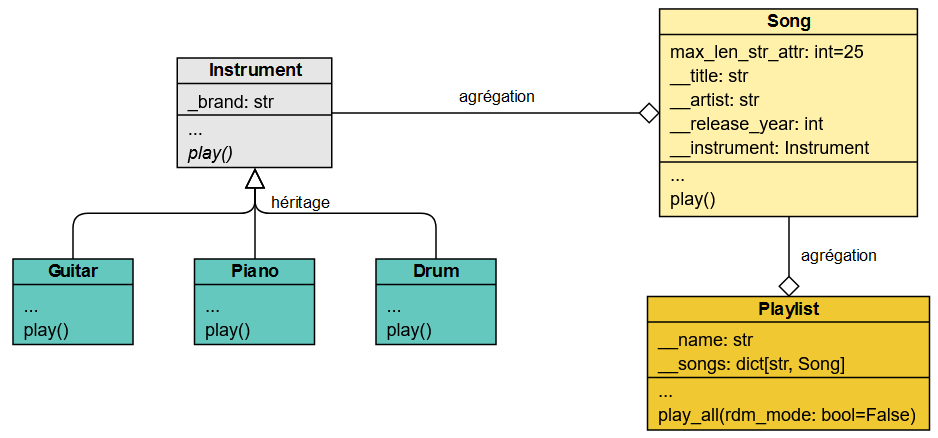 Instrument
_brand: str
...
play()
agrégation
Song
max_len_str_attr: int=25
__title: str
__artist: str
__release_year: int
__instrument: Instrument
...
play()
héritage
Guitar
...
play()
Piano
...
play()
Drum
...
play()
agrégation
Playlist
__name: str
__songs: dict[str, Song]
...
play_all(rdm_mode: bool=False)